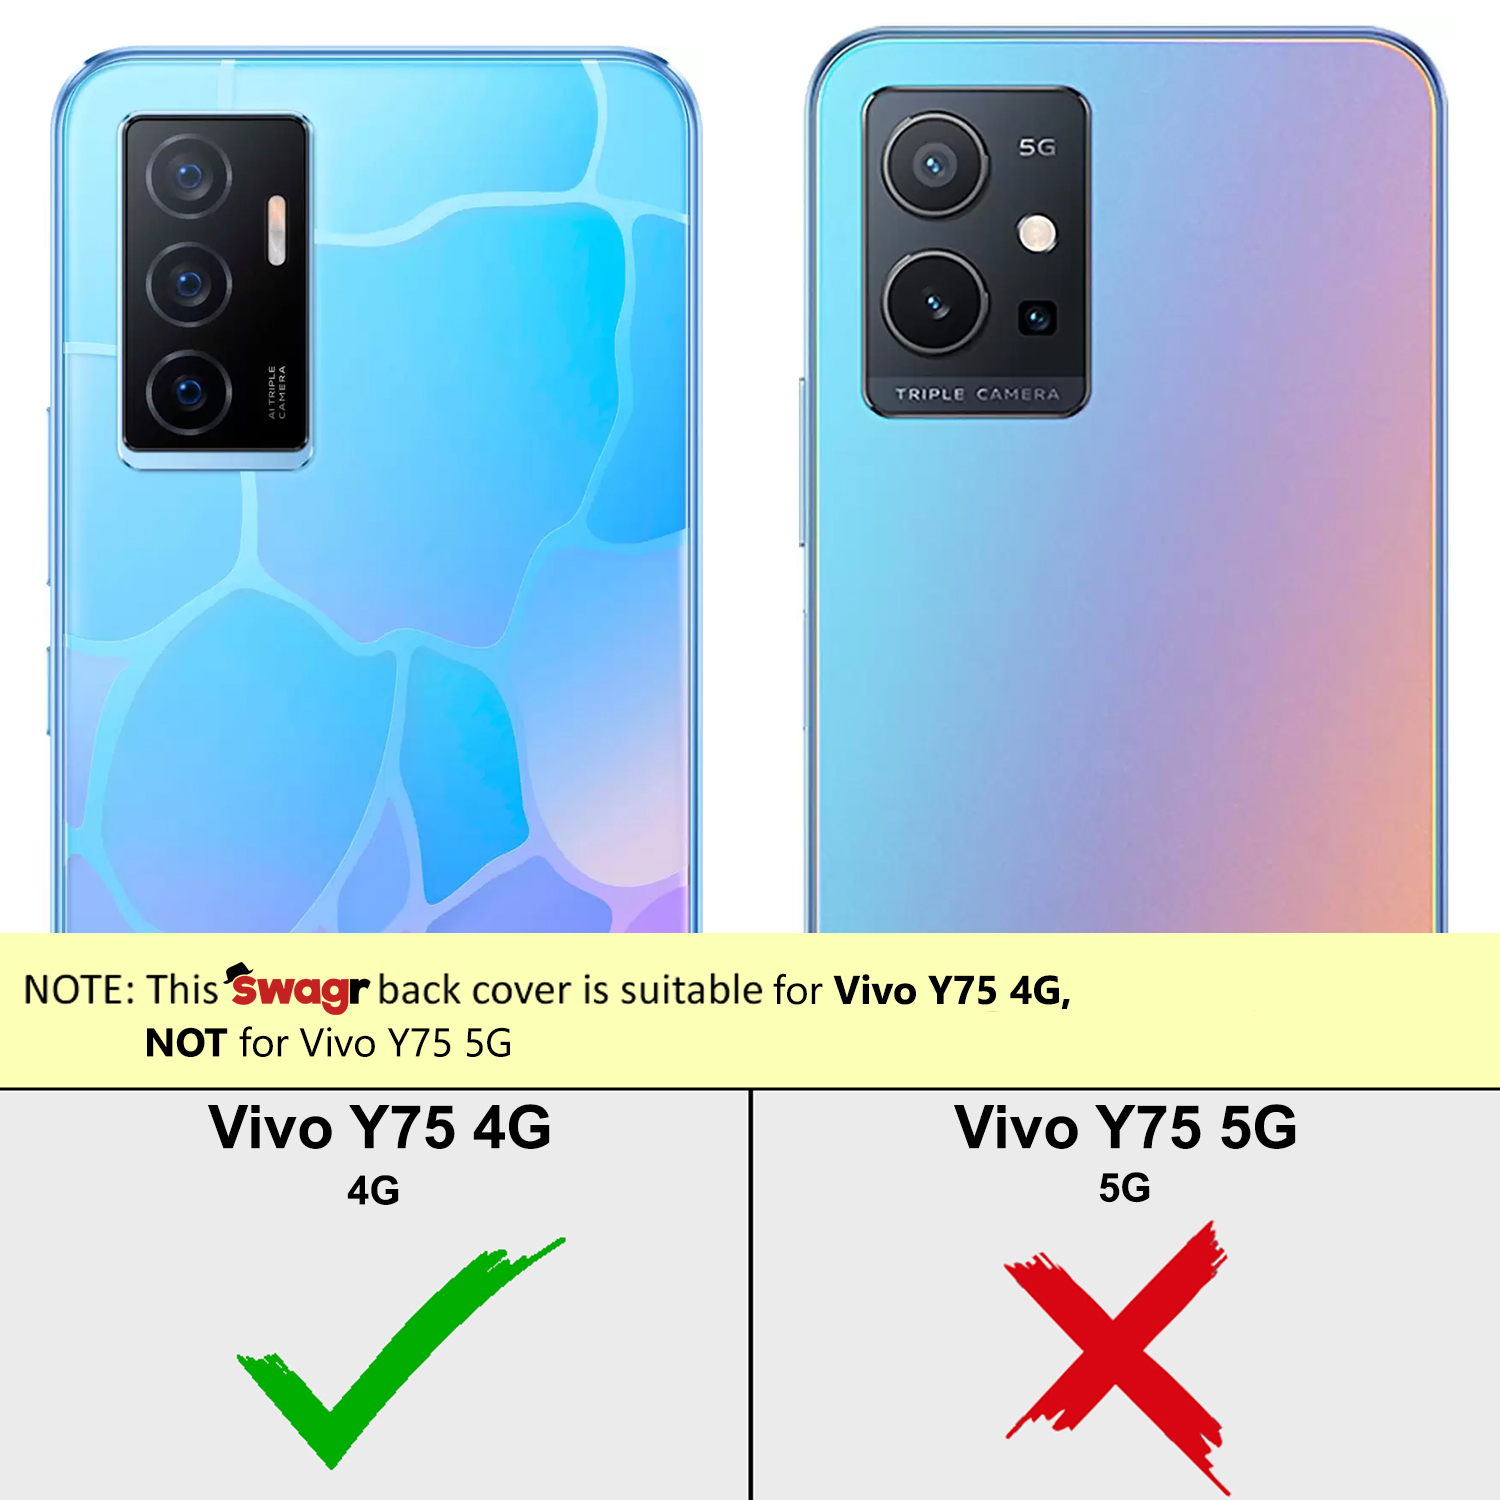 5G
TRIPLE CAMERA
AI TRIPLE
CAMERA
NOTE: This Swagr back cover is suitable for Vivo Y75 4G,
NOT for Vivo Y75 5G
Vivo Y75 4G
4G
Vivo Y75 5G
5G